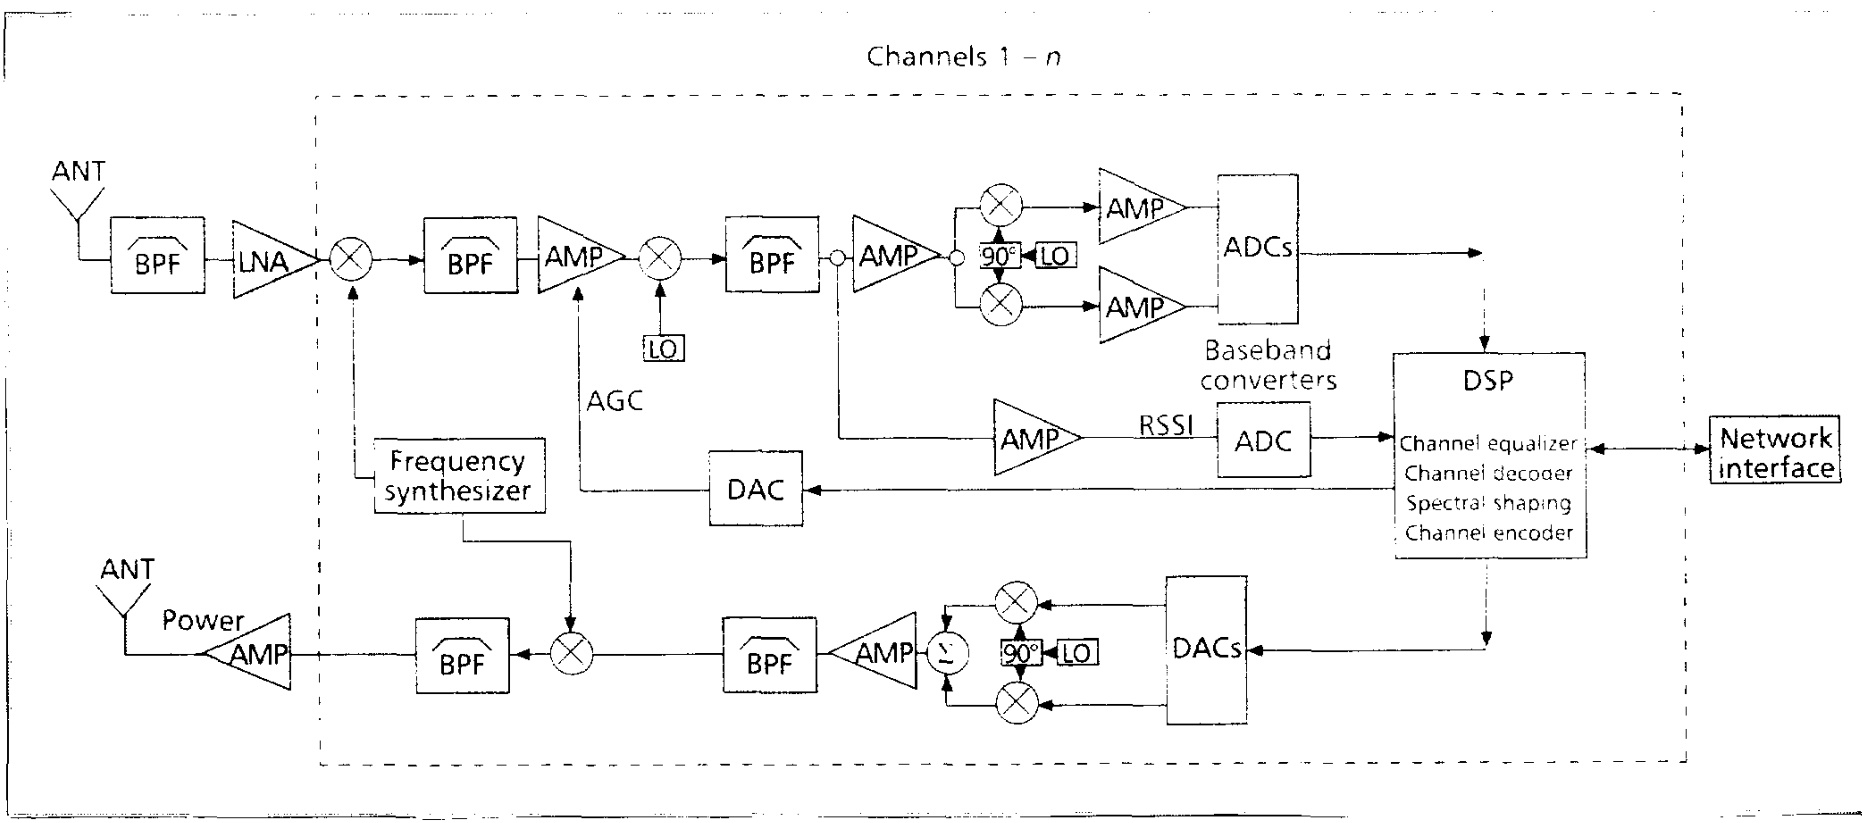 Channels 1 – n
ANT
BPF
LNA
BPF
AMP
LO
BPF
AMP
90°
LO
AMP
AMP
ADCs
Baseband
converters
AGC
AMP
RSSI
ADC
DSP
Channel equalizer
Channel decoder
Spectral shaping
Channel encoder
Network
interface
Frequency
synthesizer
DAC
ANT
Power
AMP
BPF
BPF
AMP
Σ
90°
LO
DACs